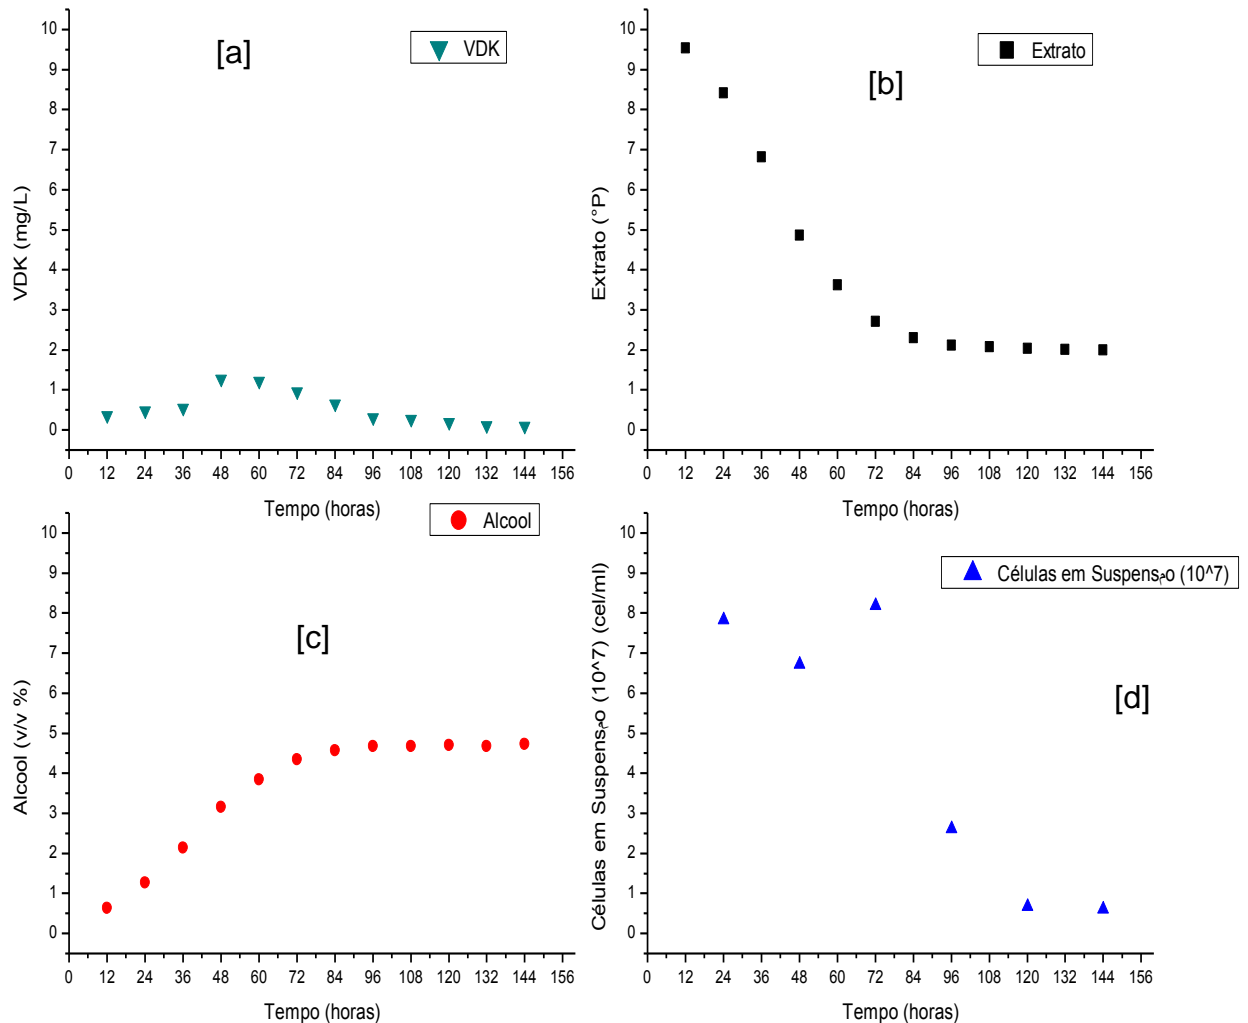 [a]
VDK
10
9
8
7
6
5
4
3
2
1
0
VDK (mg/L)
0 12 24 36 48 60 72 84 96 108 120 132 144 156
Tempo (horas)
[b]
Extrato
10
9
8
7
6
5
4
3
2
1
0
Extrato (°P)
0 12 24 36 48 60 72 84 96 108 120 132 144 156
Tempo (horas)
Alcool
[c]
10
9
8
7
6
5
4
3
2
1
0
Alcool (v/v %)
0 12 24 36 48 60 72 84 96 108 120 132 144 156
Tempo (horas)
Células em Suspensمo (10^7)
[d]
10
9
8
7
6
5
4
3
2
1
0
Células em Suspensمo (10^7) (cel/ml)
0 12 24 36 48 60 72 84 96 108 120 132 144 156
Tempo (horas)